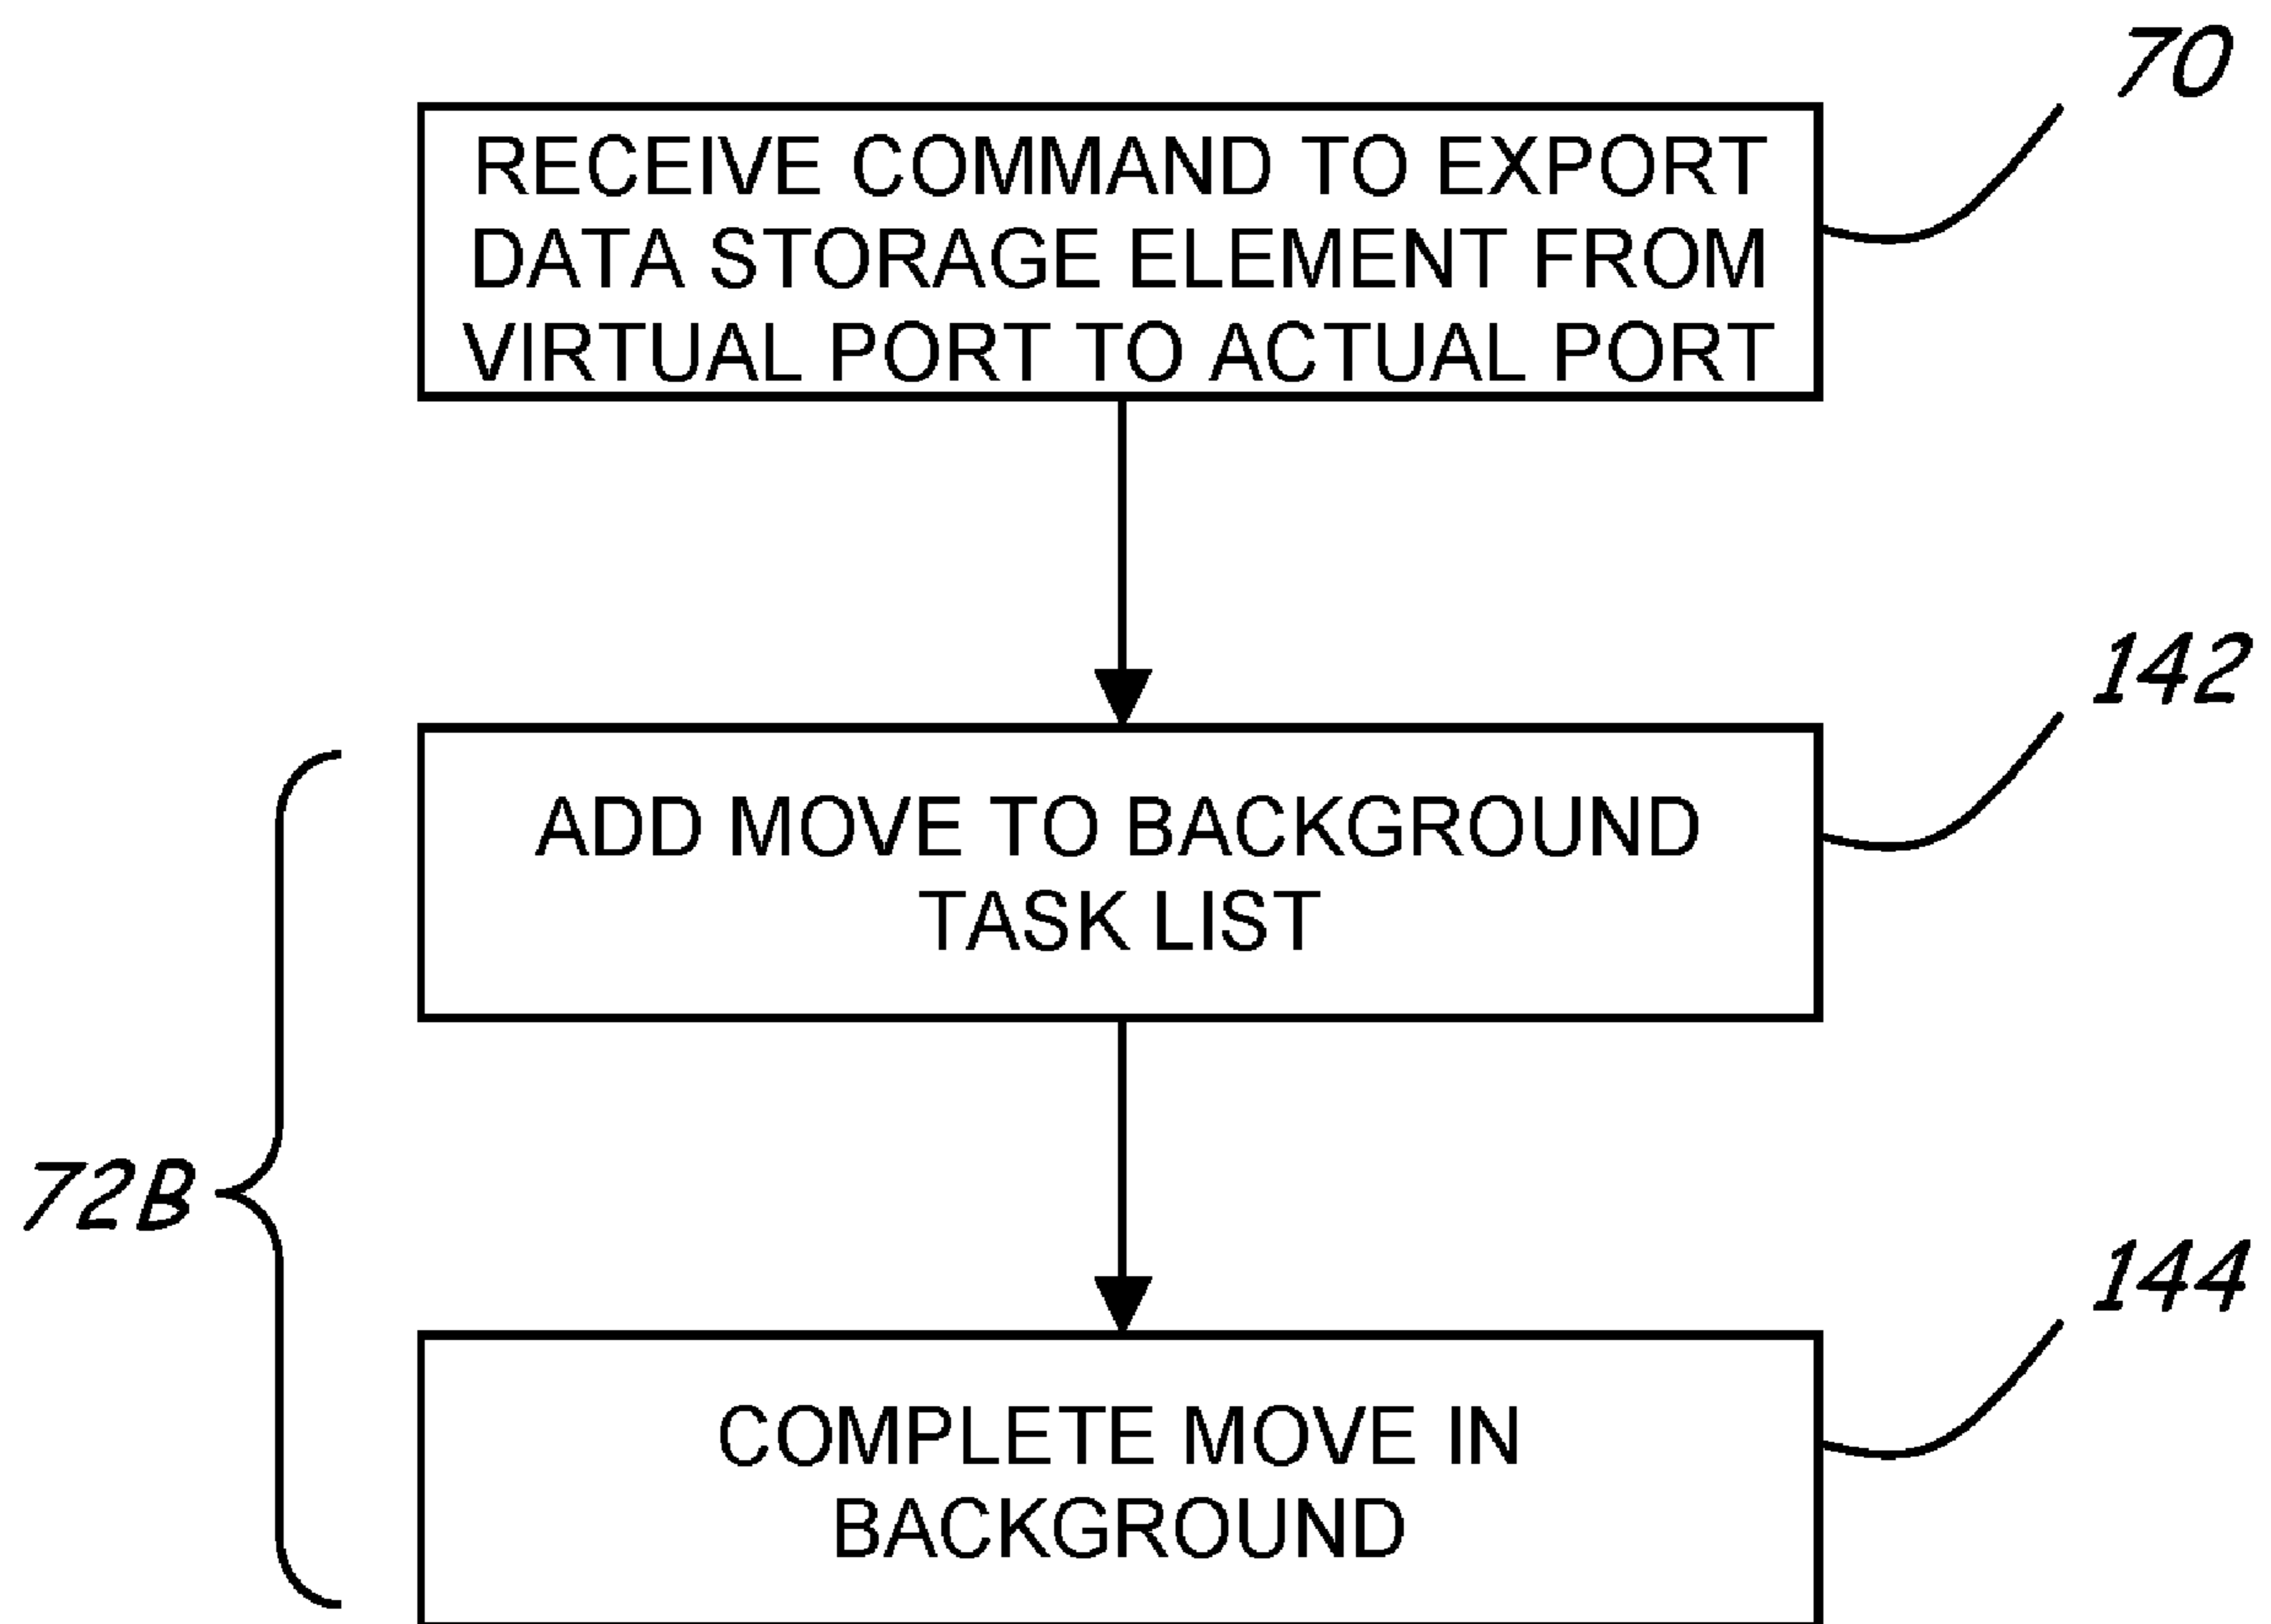 70
RECEIVE COMMAND TO EXPORT
DATA STORAGE ELEMENT FROM
VIRTUAL PORT TO ACTUAL PORT
142
ADD MOVE TO BACKGROUND
TASK LIST
72B
144
COMPLETE MOVE IN
BACKGROUND